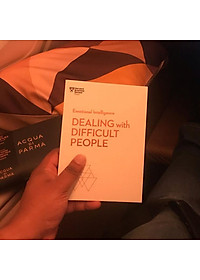 Emotional Intelligence
DEALING with
DIFFICULT
PEOPLE
ACQUA
DI
PARMA